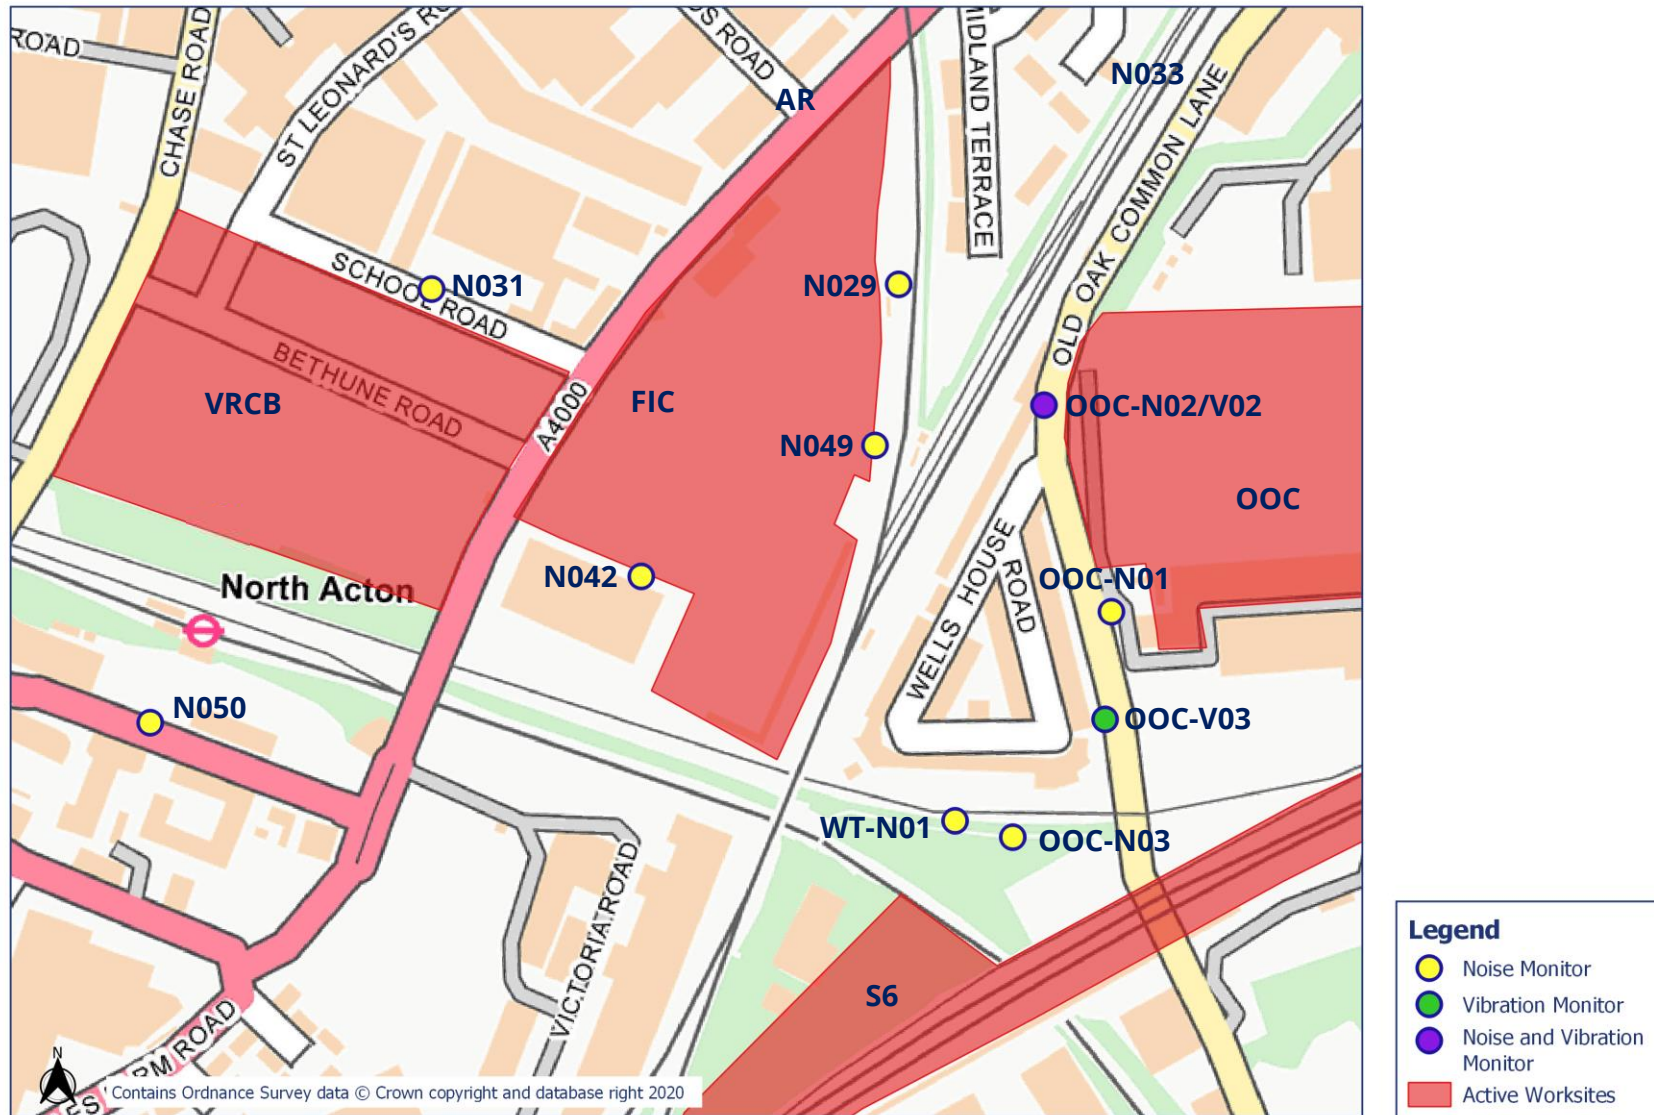 ROAD
CHASE ROAD
ST LEONARD'S
ROAD
MIDLAND TERRACE
N033
AR
OLD OAK COMMON LANE
SCHOOL ROAD
N031
N029
BETHUNE ROAD
VRCB
A4000
FIC
OOC-N02/V02
N049
OOC
North Acton
N042
WELLS HOUSE
ROAD
OOC-N01
N050
OOC-V03
WT-N01
OOC-N03
VICTORIA ROAD
S6
ROAD
N
Contains Ordnance Survey data © Crown copyright and database right 2020
Legend
Noise Monitor
Vibration Monitor
Noise and Vibration
Monitor
Active Worksites